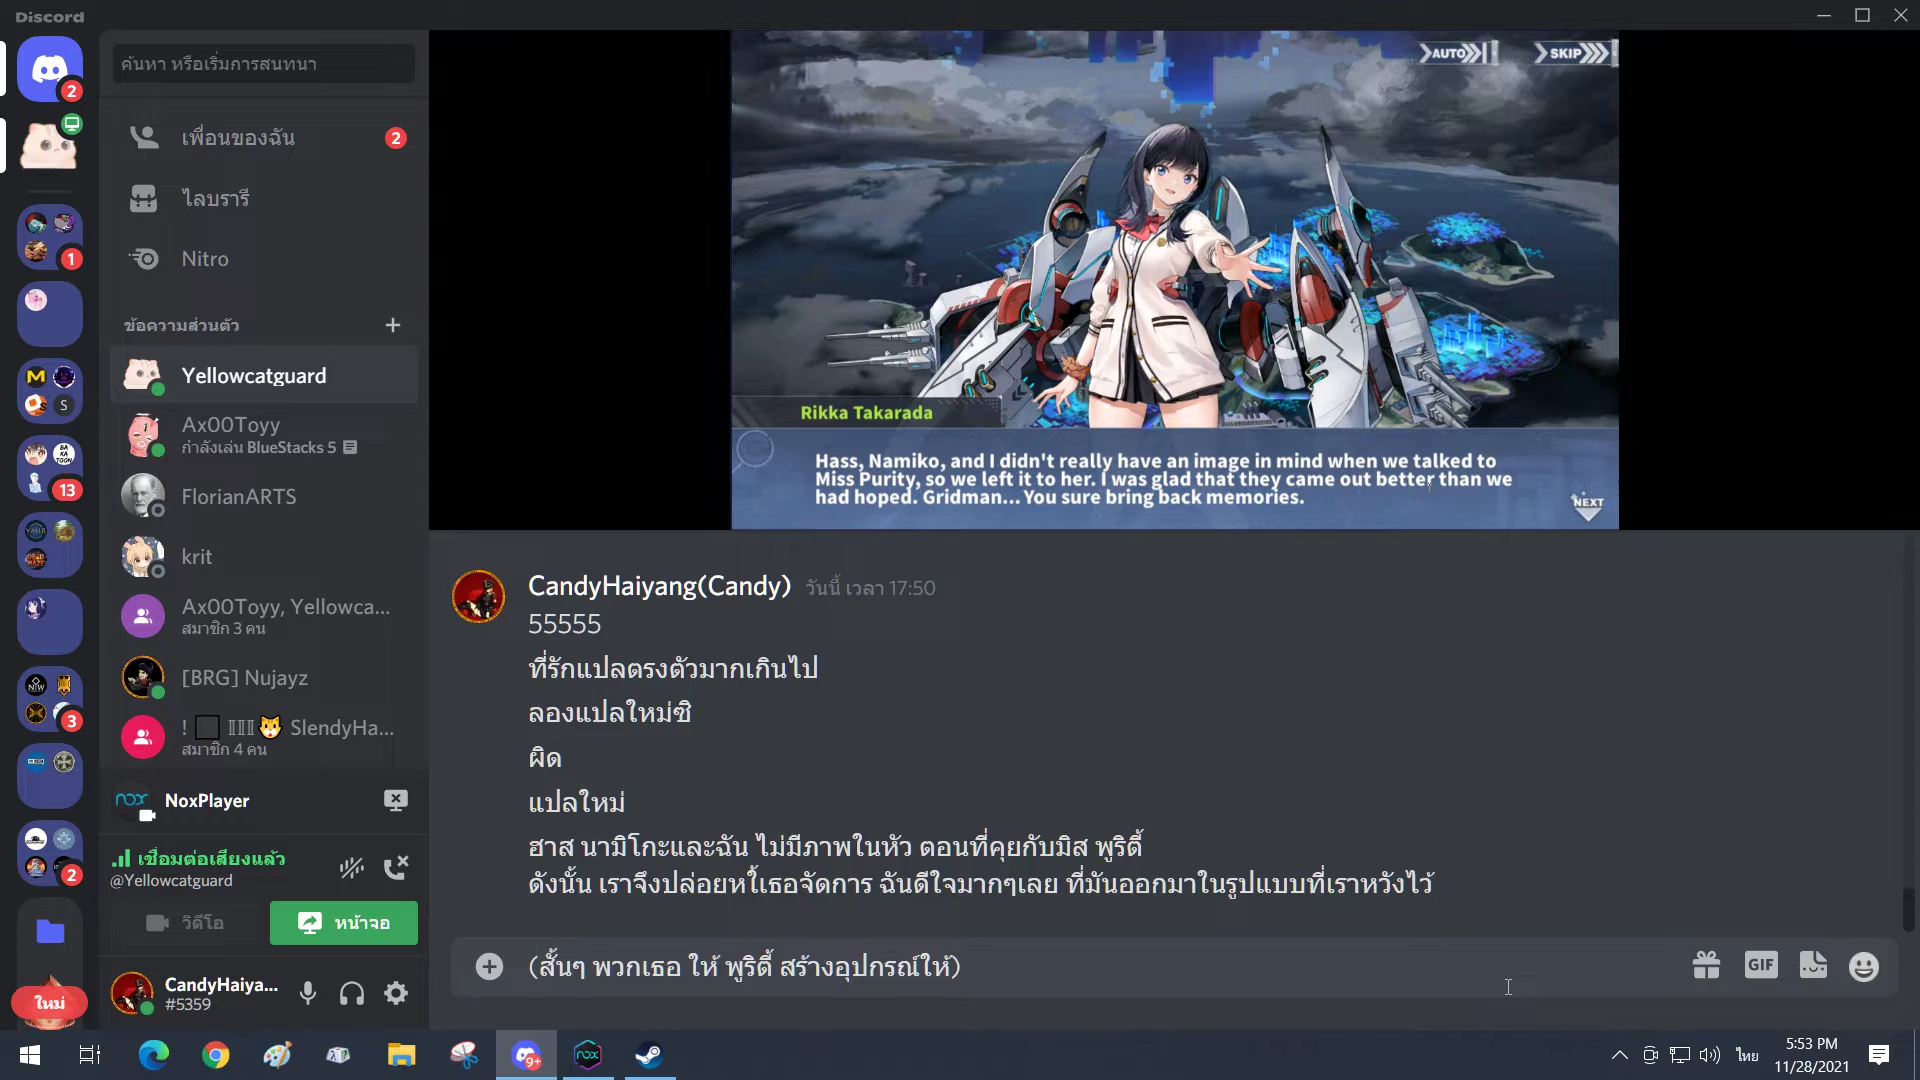 Discord
2
ค้นหา หรือเริ่มการสนทนา
เพื่อนของฉัน
2
ไลบรารี
Nitro
ข้อความส่วนตัว
Yellowcatguard
Ax00Toyy
กำลังเล่น BlueStacks 5
FlorianARTS
krit
Ax00Toyy, Yellowca...
สมาชิก 3 คน
[BRG] Nujayz
SlendyHa...
สมาชิก 4 คน
1
M
S
13
3
2
nox
NoxPlayer
เชื่อมต่อเสียงแล้ว
@Yellowcatguard
วิดีโอ
หน้าจอ
CandyHaiya...
#5359
ใหม่
AUTO
SKIP
Rikka Takarada
Hass, Namiko, and I didn't really have an image in mind when we talked to
Miss Purity, so we left it to her. I was glad that they came out better than we
had hoped. Gridman... You sure bring back memories.
NEXT
CandyHaiyang(Candy) วันนี้ เวลา 17:50
55555
ที่รักแปลตรงตัวมากเกินไป
ลองแปลใหม่ซิ
ผิด
แปลใหม่
ฮาส นามิโกะและฉัน ไม่มีภาพในหัว ตอนที่คุยกับมิส พูริตี้
ดังนั้น เราจึงปล่อยหใ้เธอจัดการ ฉันดีใจมากๆเลย ที่มันออกมาในรูปแบบที่เราหวังไว้
(สั้นๆ พวกเธอ ให้ พูริตี้ สร้างอุปกรณ์ให้)
GIF
9+
nox
ไทย
5:53 PM
11/28/2021